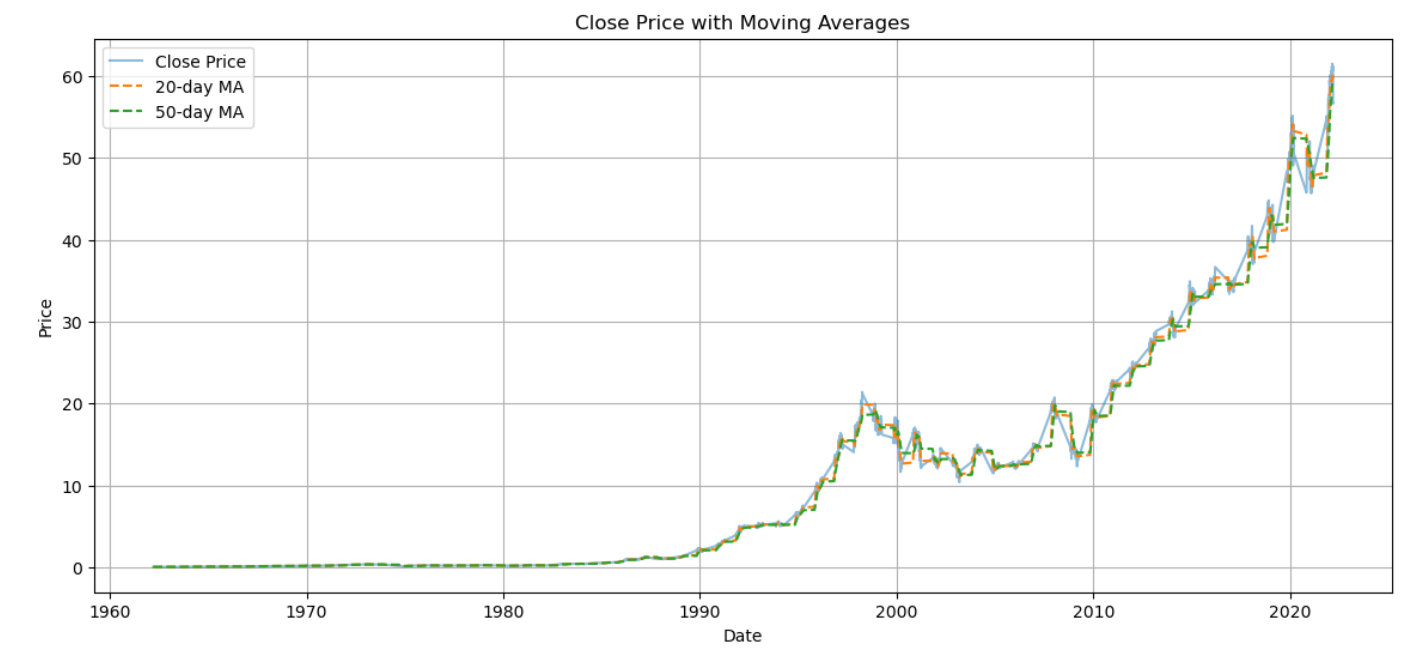 Close Price with Moving Averages
Close Price
20-day MA
50-day MA
60
50
40
30
20
10
0
Price
1960 1970 1980 1990 2000 2010 2020
Date